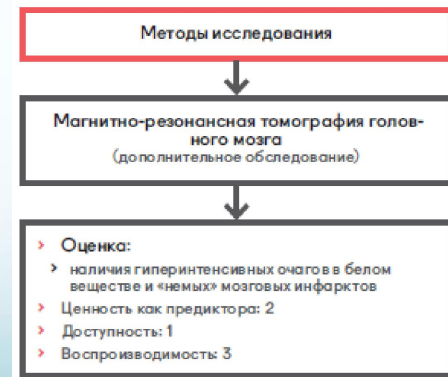 Методы исследования
Магнитно-резонансная томография голов-
ного мозга
(дополнительное обследование)
› Оценка:
› наличия гиперинтенсивных очагов в белом
веществе и «немых» мозговых инфарктов
› Ценность как предиктора: 2
› Доступность: 1
› Воспроизводимость: 3